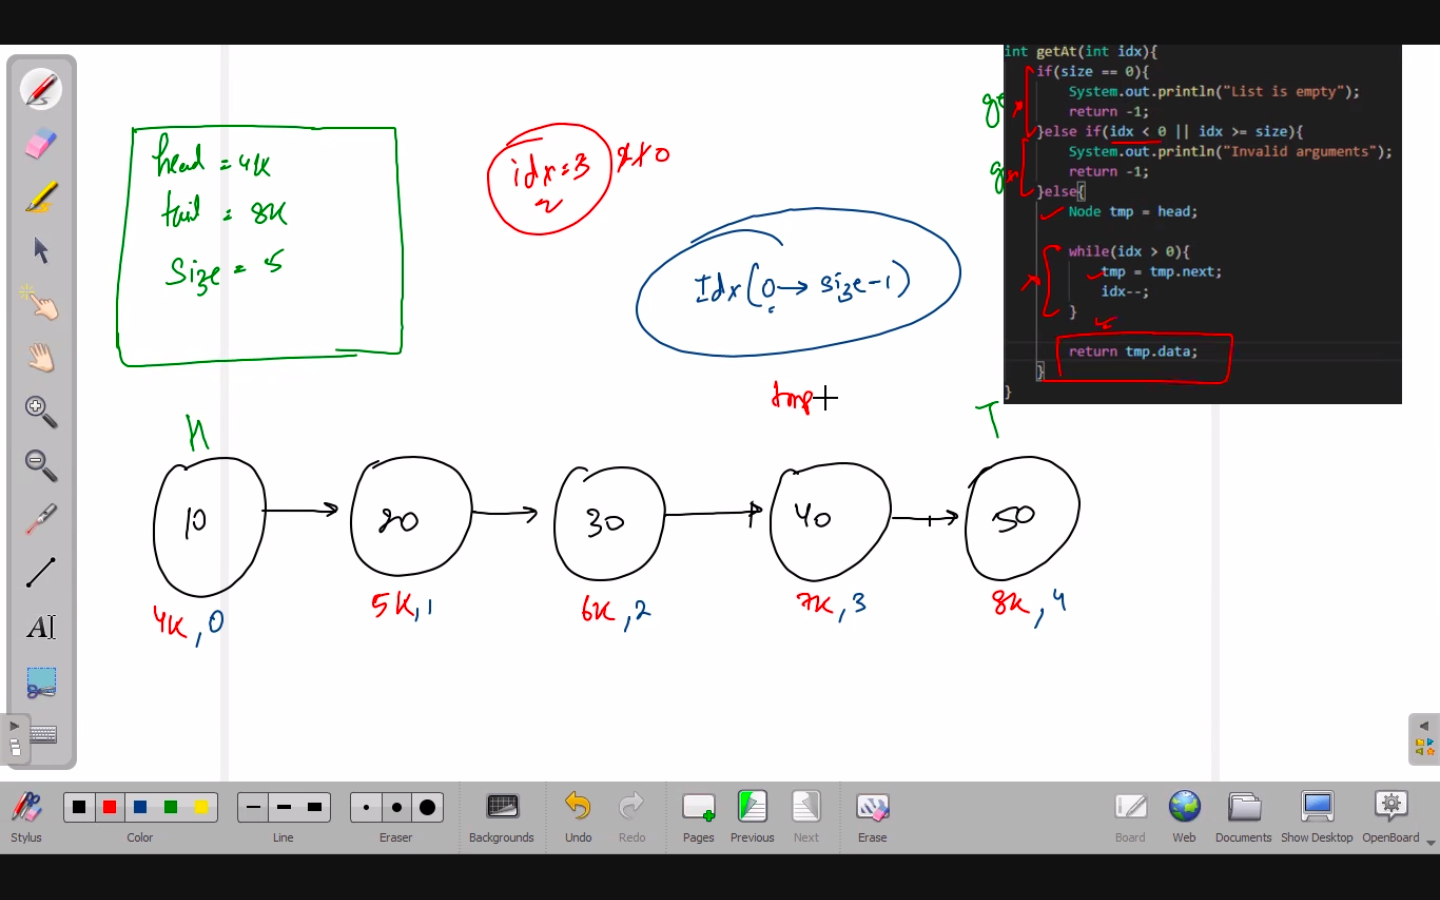 head = 4K
tail = 8K
Size = 5
idx=3
2
0
Idx(0→ size-1)
int getAt(int idx){
if(size == 0){
System.out.println("List is empty");
return -1;
}else if(idx < 0 || idx >= size){
System.out.println("Invalid arguments");
return -1;
}else{
Node tmp = head;
while(idx > 0){
tmp = tmp.next;
idx--;
}
return tmp.data;
}
}
tmp
H
T
10
20
30
40
50
4K, 0
5K, 1
6K, 2
7K, 3
8K, 4
AI
Stylus
Color
Line
Eraser
Backgrounds
Undo
Redo
Pages
Previous
Next
Erase
Board
Web
Documents
Show Desktop
OpenBoard